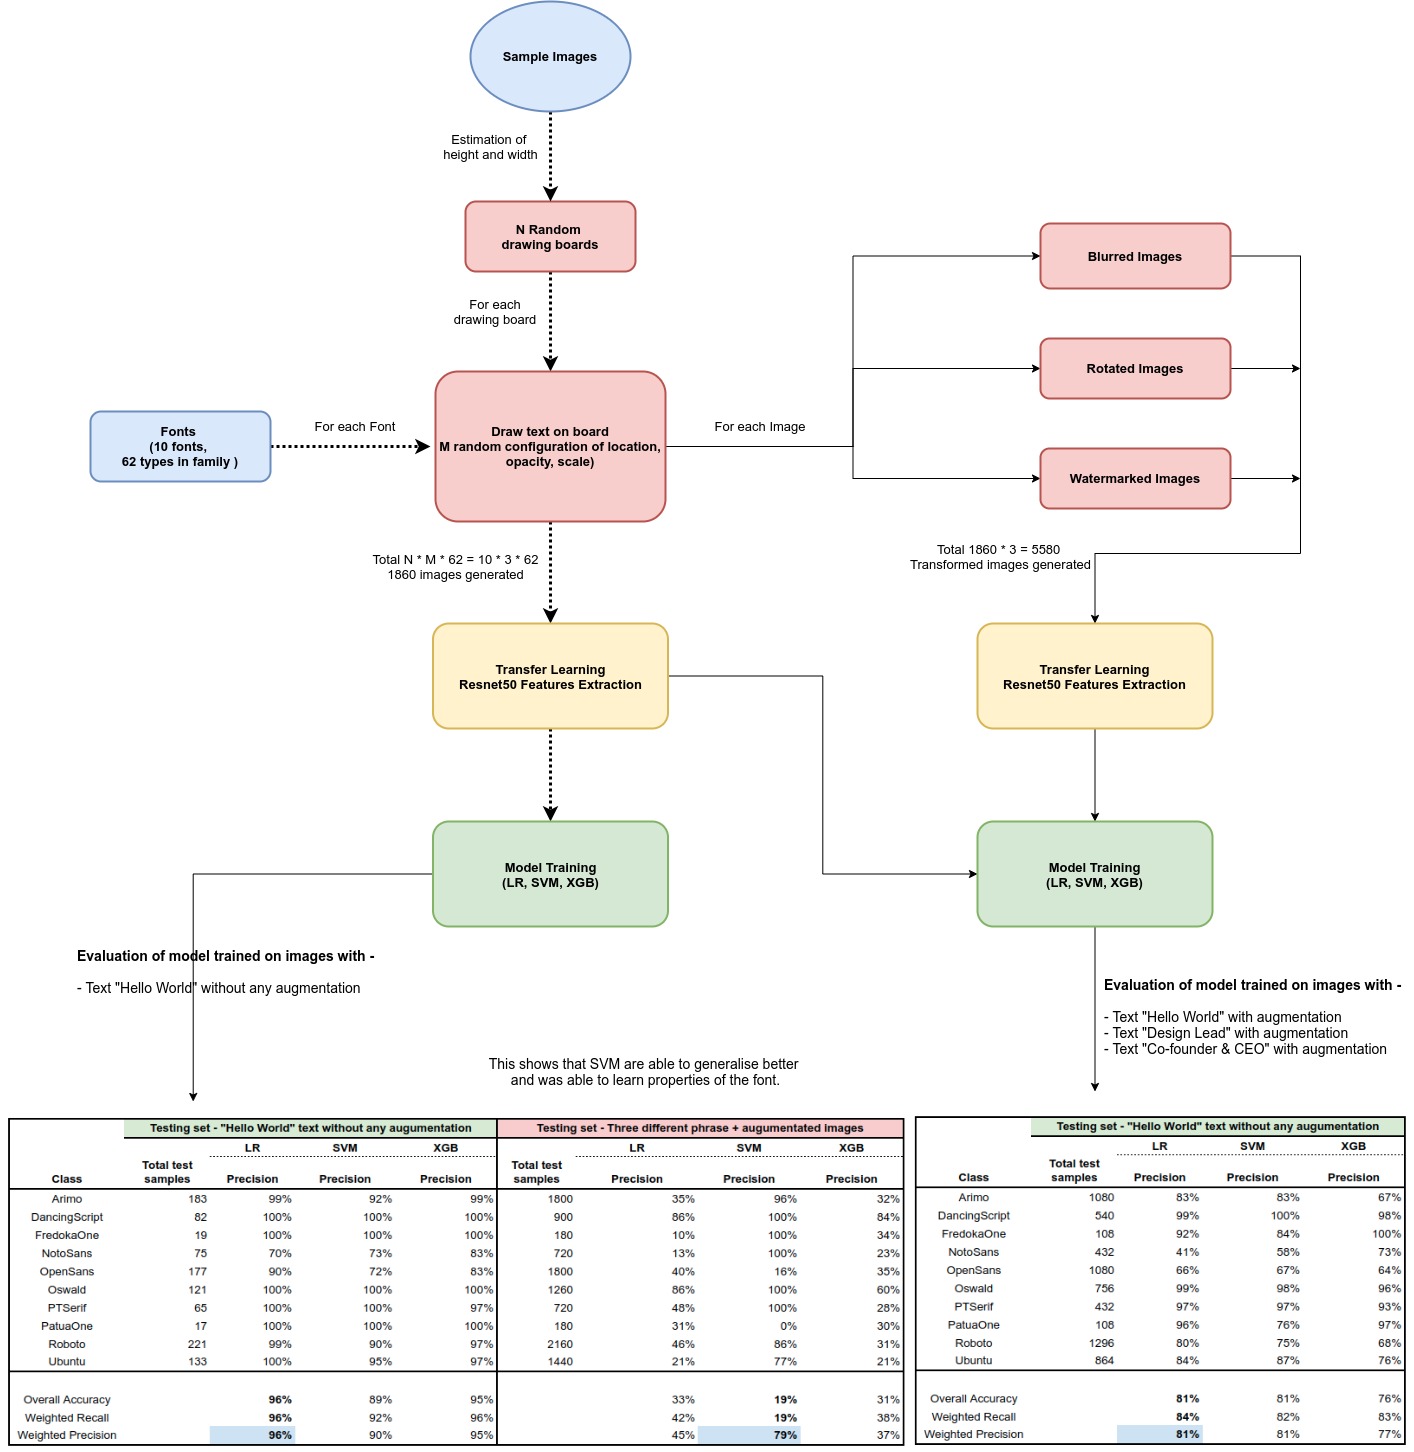 Sample Images
Estimation of
height and width
N Random
drawing boards
For each
drawing board
Fonts
(10 fonts,
62 types in family )
For each Font
Draw text on board
M random configuration of location,
opacity, scale)
For each Image
Blurred Images
Rotated Images
Watermarked Images
Total N * M * 62 = 10 * 3 * 62
1860 images generated
Total 1860 * 3 = 5580
Transformed images generated
Transfer Learning
Resnet50 Features Extraction
Transfer Learning
Resnet50 Features Extraction
Model Training
(LR, SVM, XGB)
Model Training
(LR, SVM, XGB)
Evaluation of model trained on images with -
- Text "Hello World" without any augmentation
Evaluation of model trained on images with -
- Text "Hello World" with augmentation
- Text "Design Lead" with augmentation
- Text "Co-founder & CEO" with augmentation
This shows that SVM are able to generalise better
and was able to learn properties of the font.
Testing set - "Hello World" text without any augumentation Testing set - Three different phrase + augumentated images
LR SVM XGB LR SVM XGB
Class Total test samples Precision Precision Precision Total test samples Precision Precision Precision
Arimo 183 99% 92% 99% 1800 35% 96% 32%
DancingScript 82 100% 100% 100% 900 86% 100% 84%
FredokaOne 19 100% 100% 100% 180 10% 100% 34%
NotoSans 75 70% 73% 83% 720 13% 100% 23%
OpenSans 177 90% 72% 83% 1800 40% 16% 35%
Oswald 121 100% 100% 100% 1260 86% 100% 60%
PTSerif 65 100% 100% 97% 720 48% 100% 28%
PatuaOne 17 100% 100% 100% 180 31% 0% 30%
Roboto 221 99% 90% 97% 2160 46% 86% 31%
Ubuntu 133 100% 95% 97% 1440 21% 77% 21%
Overall Accuracy 96% 89% 95% 33% 19% 31%
Weighted Recall 96% 92% 96% 42% 19% 38%
Weighted Precision 96% 90% 95% 45% 79% 37%
Testing set - "Hello World" text without any augumentation
LR SVM XGB
Class Total test samples Precision Precision Precision
Arimo 1080 83% 83% 67%
DancingScript 540 99% 100% 98%
FredokaOne 108 92% 84% 100%
NotoSans 432 41% 58% 73%
OpenSans 1080 66% 67% 64%
Oswald 756 99% 98% 96%
PTSerif 432 97% 97% 93%
PatuaOne 108 96% 76% 97%
Roboto 1296 80% 75% 68%
Ubuntu 864 84% 87% 76%
Overall Accuracy 81% 81% 76%
Weighted Recall 84% 82% 83%
Weighted Precision 81% 81% 77%